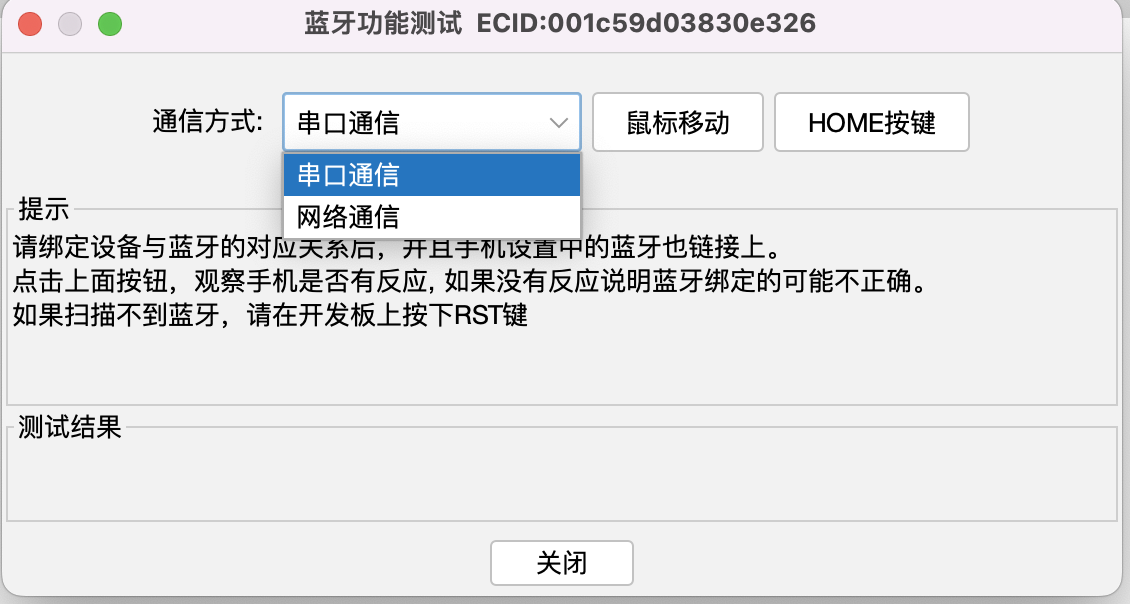 蓝牙功能测试 ECID:001c59d03830e326
通信方式: 串口通信 鼠标移动 HOME按键
串口通信
网络通信
提示
请绑定设备与蓝牙的对应关系后，并且手机设置中的蓝牙也链接上。
点击上面按钮，观察手机是否有反应, 如果没有反应说明蓝牙绑定的可能不正确。
如果扫描不到蓝牙，请在开发板上按下RST键
测试结果
关闭